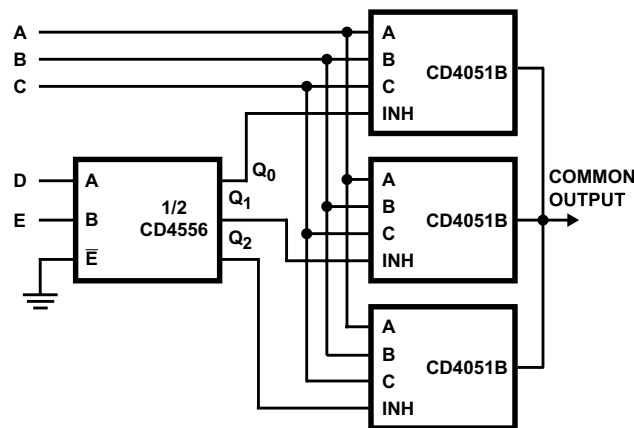 A
B
C
A
B
C
INH
CD4051B
D
E
A
B
E̅
1/2
CD4556
Q0
Q1
Q2
A
B
C
INH
CD4051B
COMMON
OUTPUT
A
B
C
INH
CD4051B